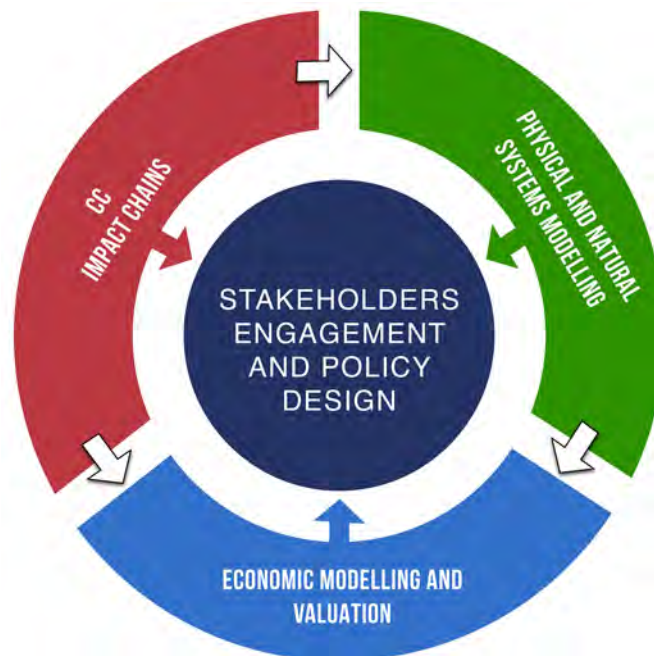 CC
IMPACT CHAINS
PHYSICAL AND NATURAL
SYSTEMS MODELLING
STAKEHOLDERS
ENGAGEMENT
AND POLICY
DESIGN
ECONOMIC MODELLING AND
VALUATION